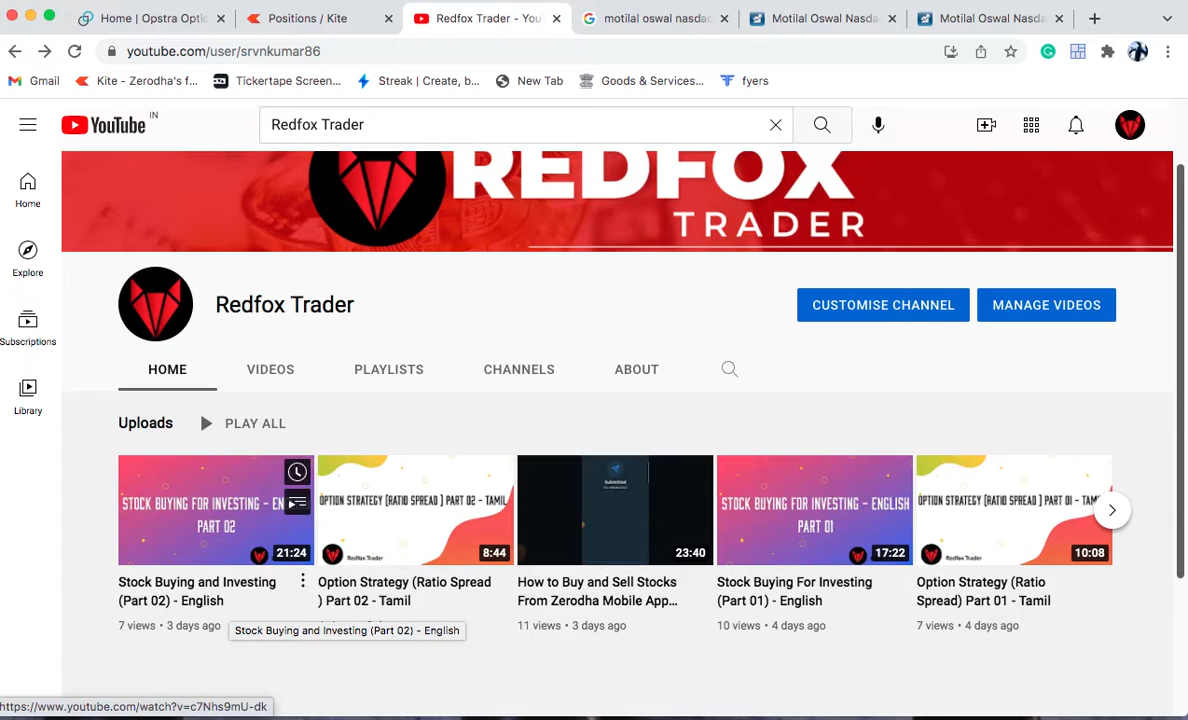 Home | Opstra Optio
Positions / Kite
Redfox Trader - You
motilal oswal nasdac
Motilal Oswal Nasda
Motilal Oswal Nasda
youtube.com/user/srvnkumar86
Gmail
Kite - Zerodha's f...
Tickertape Screen...
Streak | Create, b...
New Tab
Goods & Services...
fyers
YouTube IN
Redfox Trader
REDFOX
TRADER
Home
Explore
Subscriptions
Library
Redfox Trader
CUSTOMISE CHANNEL
MANAGE VIDEOS
HOME
VIDEOS
PLAYLISTS
CHANNELS
ABOUT
Uploads
PLAY ALL
STOCK BUYING FOR INVESTING - EN
PART 02
21:24
Stock Buying and Investing
(Part 02) - English
7 views • 3 days ago
Stock Buying and Investing (Part 02) - English
OPTION STRATEGY (RATIO SPREAD ) PART 02 - TAMIL
Redfox Trader
8:44
Option Strategy (Ratio Spread
) Part 02 - Tamil
Submitted
23:40
How to Buy and Sell Stocks
From Zerodha Mobile App...
11 views • 3 days ago
STOCK BUYING FOR INVESTING - ENGLISH
PART 01
17:22
Stock Buying For Investing
(Part 01) - English
10 views • 4 days ago
OPTION STRATEGY (RATIO SPREAD ) PART 01 - TAM
Redfox Trader
10:08
Option Strategy (Ratio
Spread) Part 01 - Tamil
7 views • 4 days ago
https://www.youtube.com/watch?v=c7Nhs9mU-dk